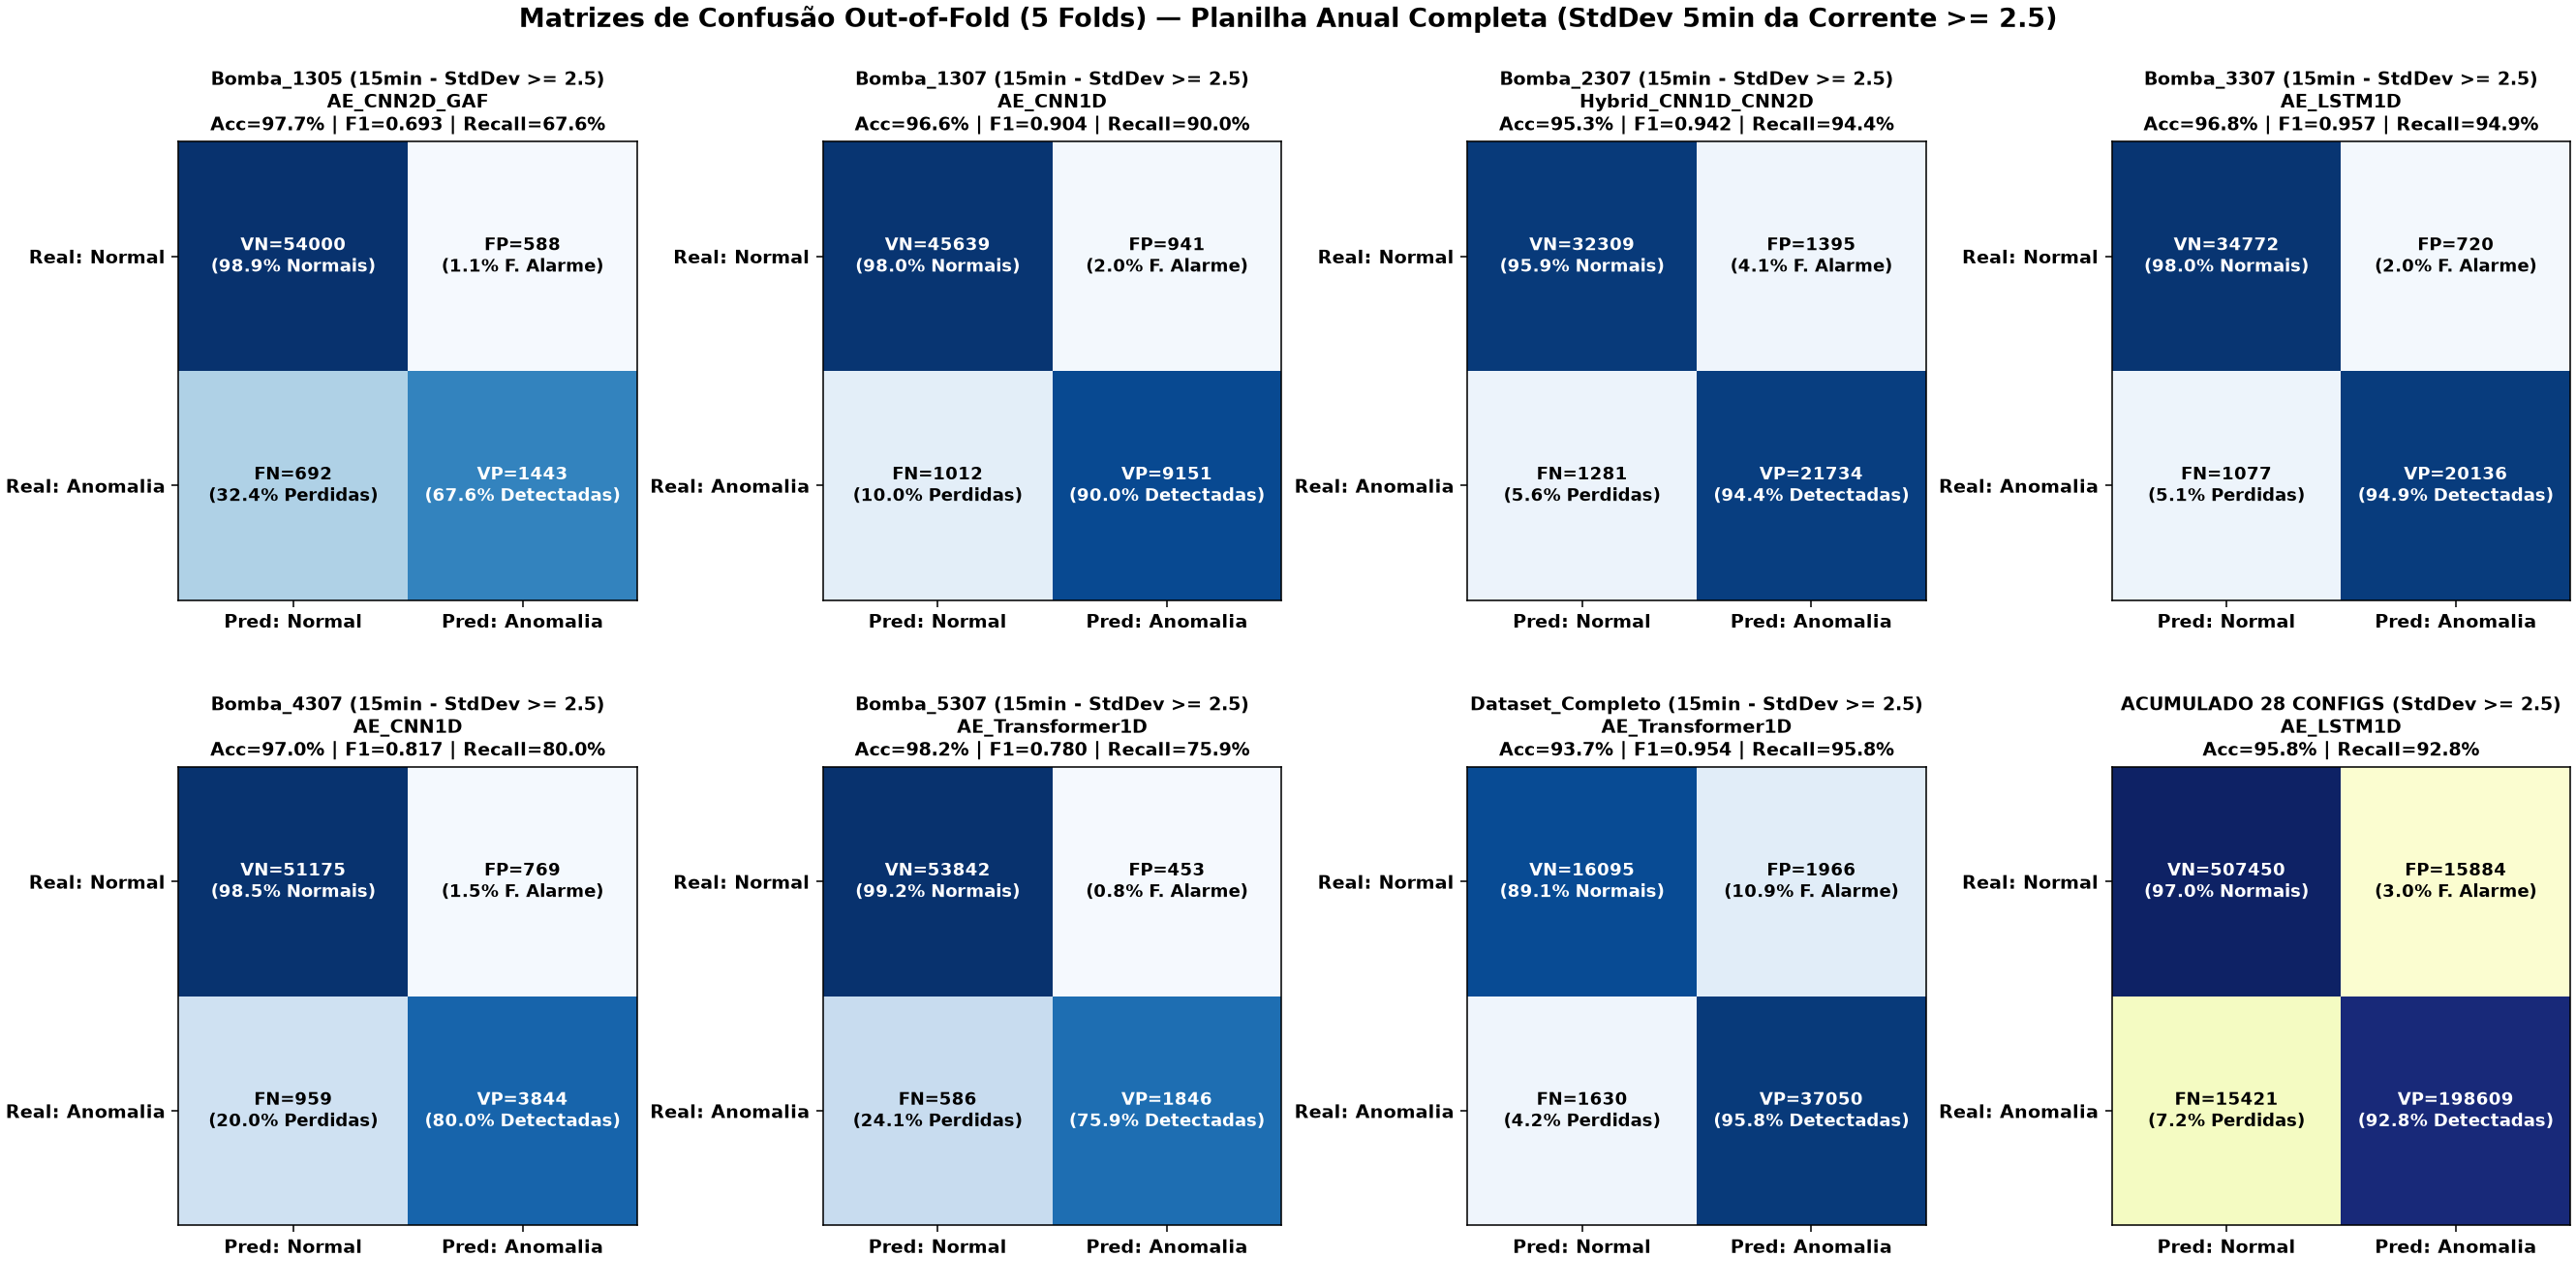 Matrizes de Confusão Out-of-Fold (5 Folds) — Planilha Anual Completa (StdDev 5min da Corrente >= 2.5)
Bomba_1305 (15min - StdDev >= 2.5)
AE_CNN2D_GAF
Acc=97.7% | F1=0.693 | Recall=67.6%
Real: Normal
VN=54000
(98.9% Normais)
FP=588
(1.1% F. Alarme)
Real: Anomalia
FN=692
(32.4% Perdidas)
VP=1443
(67.6% Detectadas)
Pred: Normal
Pred: Anomalia
Bomba_1307 (15min - StdDev >= 2.5)
AE_CNN1D
Acc=96.6% | F1=0.904 | Recall=90.0%
Real: Normal
VN=45639
(98.0% Normais)
FP=941
(2.0% F. Alarme)
Real: Anomalia
FN=1012
(10.0% Perdidas)
VP=9151
(90.0% Detectadas)
Pred: Normal
Pred: Anomalia
Bomba_2307 (15min - StdDev >= 2.5)
Hybrid_CNN1D_CNN2D
Acc=95.3% | F1=0.942 | Recall=94.4%
Real: Normal
VN=32309
(95.9% Normais)
FP=1395
(4.1% F. Alarme)
Real: Anomalia
FN=1281
(5.6% Perdidas)
VP=21734
(94.4% Detectadas)
Pred: Normal
Pred: Anomalia
Bomba_3307 (15min - StdDev >= 2.5)
AE_LSTM1D
Acc=96.8% | F1=0.957 | Recall=94.9%
Real: Normal
VN=34772
(98.0% Normais)
FP=720
(2.0% F. Alarme)
Real: Anomalia
FN=1077
(5.1% Perdidas)
VP=20136
(94.9% Detectadas)
Pred: Normal
Pred: Anomalia
Bomba_4307 (15min - StdDev >= 2.5)
AE_CNN1D
Acc=97.0% | F1=0.817 | Recall=80.0%
Real: Normal
VN=51175
(98.5% Normais)
FP=769
(1.5% F. Alarme)
Real: Anomalia
FN=959
(20.0% Perdidas)
VP=3844
(80.0% Detectadas)
Pred: Normal
Pred: Anomalia
Bomba_5307 (15min - StdDev >= 2.5)
AE_Transformer1D
Acc=98.2% | F1=0.780 | Recall=75.9%
Real: Normal
VN=53842
(99.2% Normais)
FP=453
(0.8% F. Alarme)
Real: Anomalia
FN=586
(24.1% Perdidas)
VP=1846
(75.9% Detectadas)
Pred: Normal
Pred: Anomalia
Dataset_Completo (15min - StdDev >= 2.5)
AE_Transformer1D
Acc=93.7% | F1=0.954 | Recall=95.8%
Real: Normal
VN=16095
(89.1% Normais)
FP=1966
(10.9% F. Alarme)
Real: Anomalia
FN=1630
(4.2% Perdidas)
VP=37050
(95.8% Detectadas)
Pred: Normal
Pred: Anomalia
ACUMULADO 28 CONFIGS (StdDev >= 2.5)
AE_LSTM1D
Acc=95.8% | Recall=92.8%
Real: Normal
VN=507450
(97.0% Normais)
FP=15884
(3.0% F. Alarme)
Real: Anomalia
FN=15421
(7.2% Perdidas)
VP=198609
(92.8% Detectadas)
Pred: Normal
Pred: Anomalia